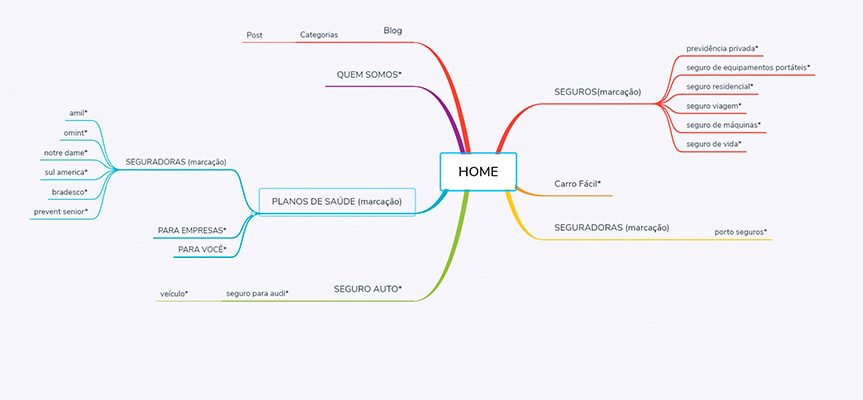 Blog
Categorias
Post
QUEM SOMOS*
SEGUROS(marcação)
previdência privada*
seguro de equipamentos portáteis*
seguro residencial*
seguro viagem*
seguro de máquinas*
seguro de vida*
HOME
Carro Fácil*
SEGURADORAS (marcação)
porto seguros*
PLANOS DE SAÚDE (marcação)
SEGURADORAS (marcação)
amil*
omint*
notre dame*
sul america*
bradesco*
prevent senior*
PARA EMPRESAS*
PARA VOCÊ*
SEGURO AUTO*
seguro para audi*
veículo*